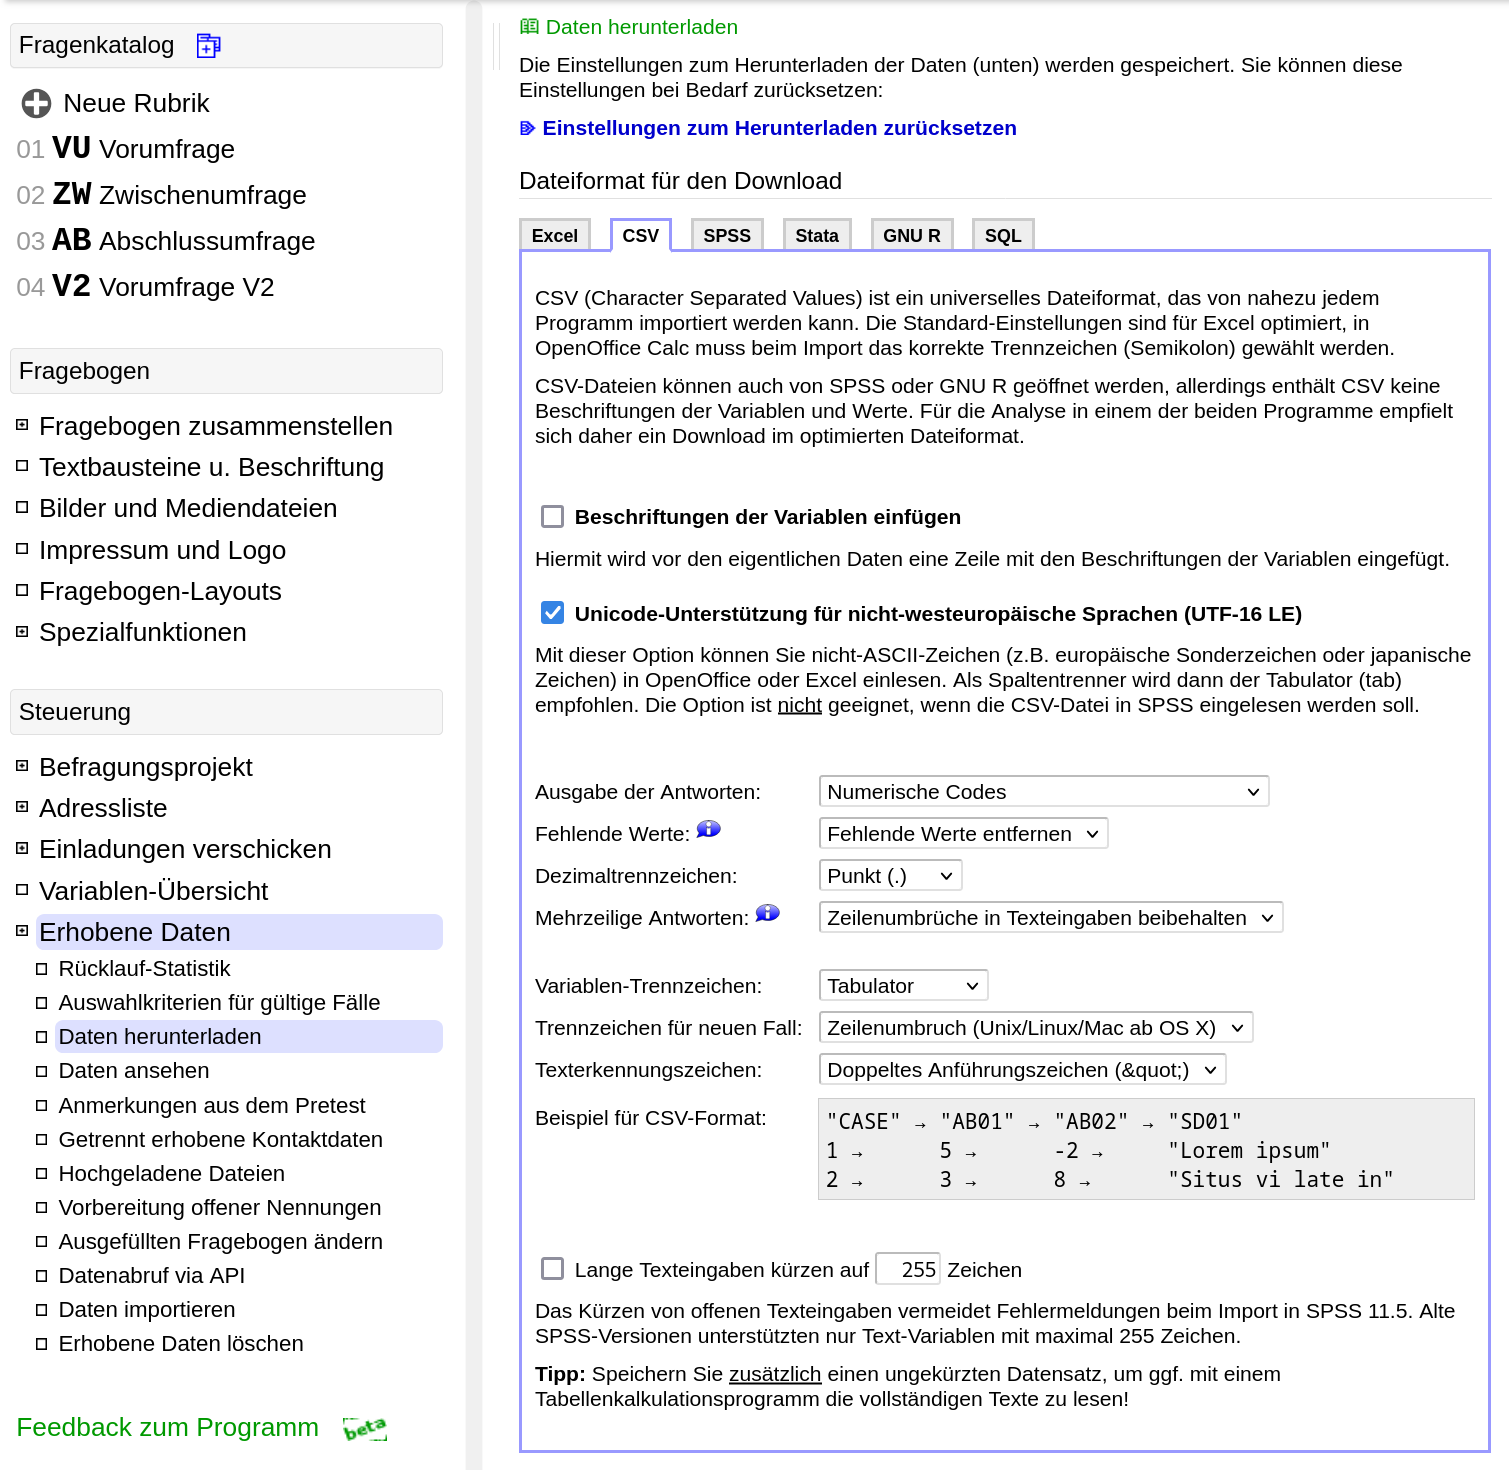 Fragenkatalog
Neue Rubrik
01 VU Vorumfrage
02 ZW Zwischenumfrage
03 AB Abschlussumfrage
04 V2 Vorumfrage V2
Fragebogen
Fragebogen zusammenstellen
Textbausteine u. Beschriftung
Bilder und Mediendateien
Impressum und Logo
Fragebogen-Layouts
Spezialfunktionen
Steuerung
Befragungsprojekt
Adressliste
Einladungen verschicken
Variablen-Übersicht
Erhobene Daten
Rücklauf-Statistik
Auswahlkriterien für gültige Fälle
Daten herunterladen
Daten ansehen
Anmerkungen aus dem Pretest
Getrennt erhobene Kontaktdaten
Hochgeladene Dateien
Vorbereitung offener Nennungen
Ausgefüllten Fragebogen ändern
Datenabruf via API
Daten importieren
Erhobene Daten löschen
Feedback zum Programm beta
Daten herunterladen
Die Einstellungen zum Herunterladen der Daten (unten) werden gespeichert. Sie können diese
Einstellungen bei Bedarf zurücksetzen:
Einstellungen zum Herunterladen zurücksetzen
Dateiformat für den Download
Excel CSV SPSS Stata GNU R SQL
CSV (Character Separated Values) ist ein universelles Dateiformat, das von nahezu jedem
Programm importiert werden kann. Die Standard-Einstellungen sind für Excel optimiert, in
OpenOffice Calc muss beim Import das korrekte Trennzeichen (Semikolon) gewählt werden.
CSV-Dateien können auch von SPSS oder GNU R geöffnet werden, allerdings enthält CSV keine
Beschriftungen der Variablen und Werte. Für die Analyse in einem der beiden Programme empfielt
sich daher ein Download im optimierten Dateiformat.
Beschriftungen der Variablen einfügen
Hiermit wird vor den eigentlichen Daten eine Zeile mit den Beschriftungen der Variablen eingefügt.
Unicode-Unterstützung für nicht-westeuropäische Sprachen (UTF-16 LE)
Mit dieser Option können Sie nicht-ASCII-Zeichen (z.B. europäische Sonderzeichen oder japanische
Zeichen) in OpenOffice oder Excel einlesen. Als Spaltentrenner wird dann der Tabulator (tab)
empfohlen. Die Option ist nicht geeignet, wenn die CSV-Datei in SPSS eingelesen werden soll.
Ausgabe der Antworten: Numerische Codes
Fehlende Werte: Fehlende Werte entfernen
Dezimaltrennzeichen: Punkt (.)
Mehrzeilige Antworten: Zeilenumbrüche in Texteingaben beibehalten
Variablen-Trennzeichen: Tabulator
Trennzeichen für neuen Fall: Zeilenumbruch (Unix/Linux/Mac ab OS X)
Texterkennungszeichen: Doppeltes Anführungszeichen (&quot;)
Beispiel für CSV-Format:
"CASE" → "AB01" → "AB02" → "SD01"
1 → 5 → -2 → "Lorem ipsum"
2 → 3 → 8 → "Situs vi late in"
Lange Texteingaben kürzen auf 255 Zeichen
Das Kürzen von offenen Texteingaben vermeidet Fehlermeldungen beim Import in SPSS 11.5. Alte
SPSS-Versionen unterstützten nur Text-Variablen mit maximal 255 Zeichen.
Tipp: Speichern Sie zusätzlich einen ungekürzten Datensatz, um ggf. mit einem
Tabellenkalkulationsprogramm die vollständigen Texte zu lesen!